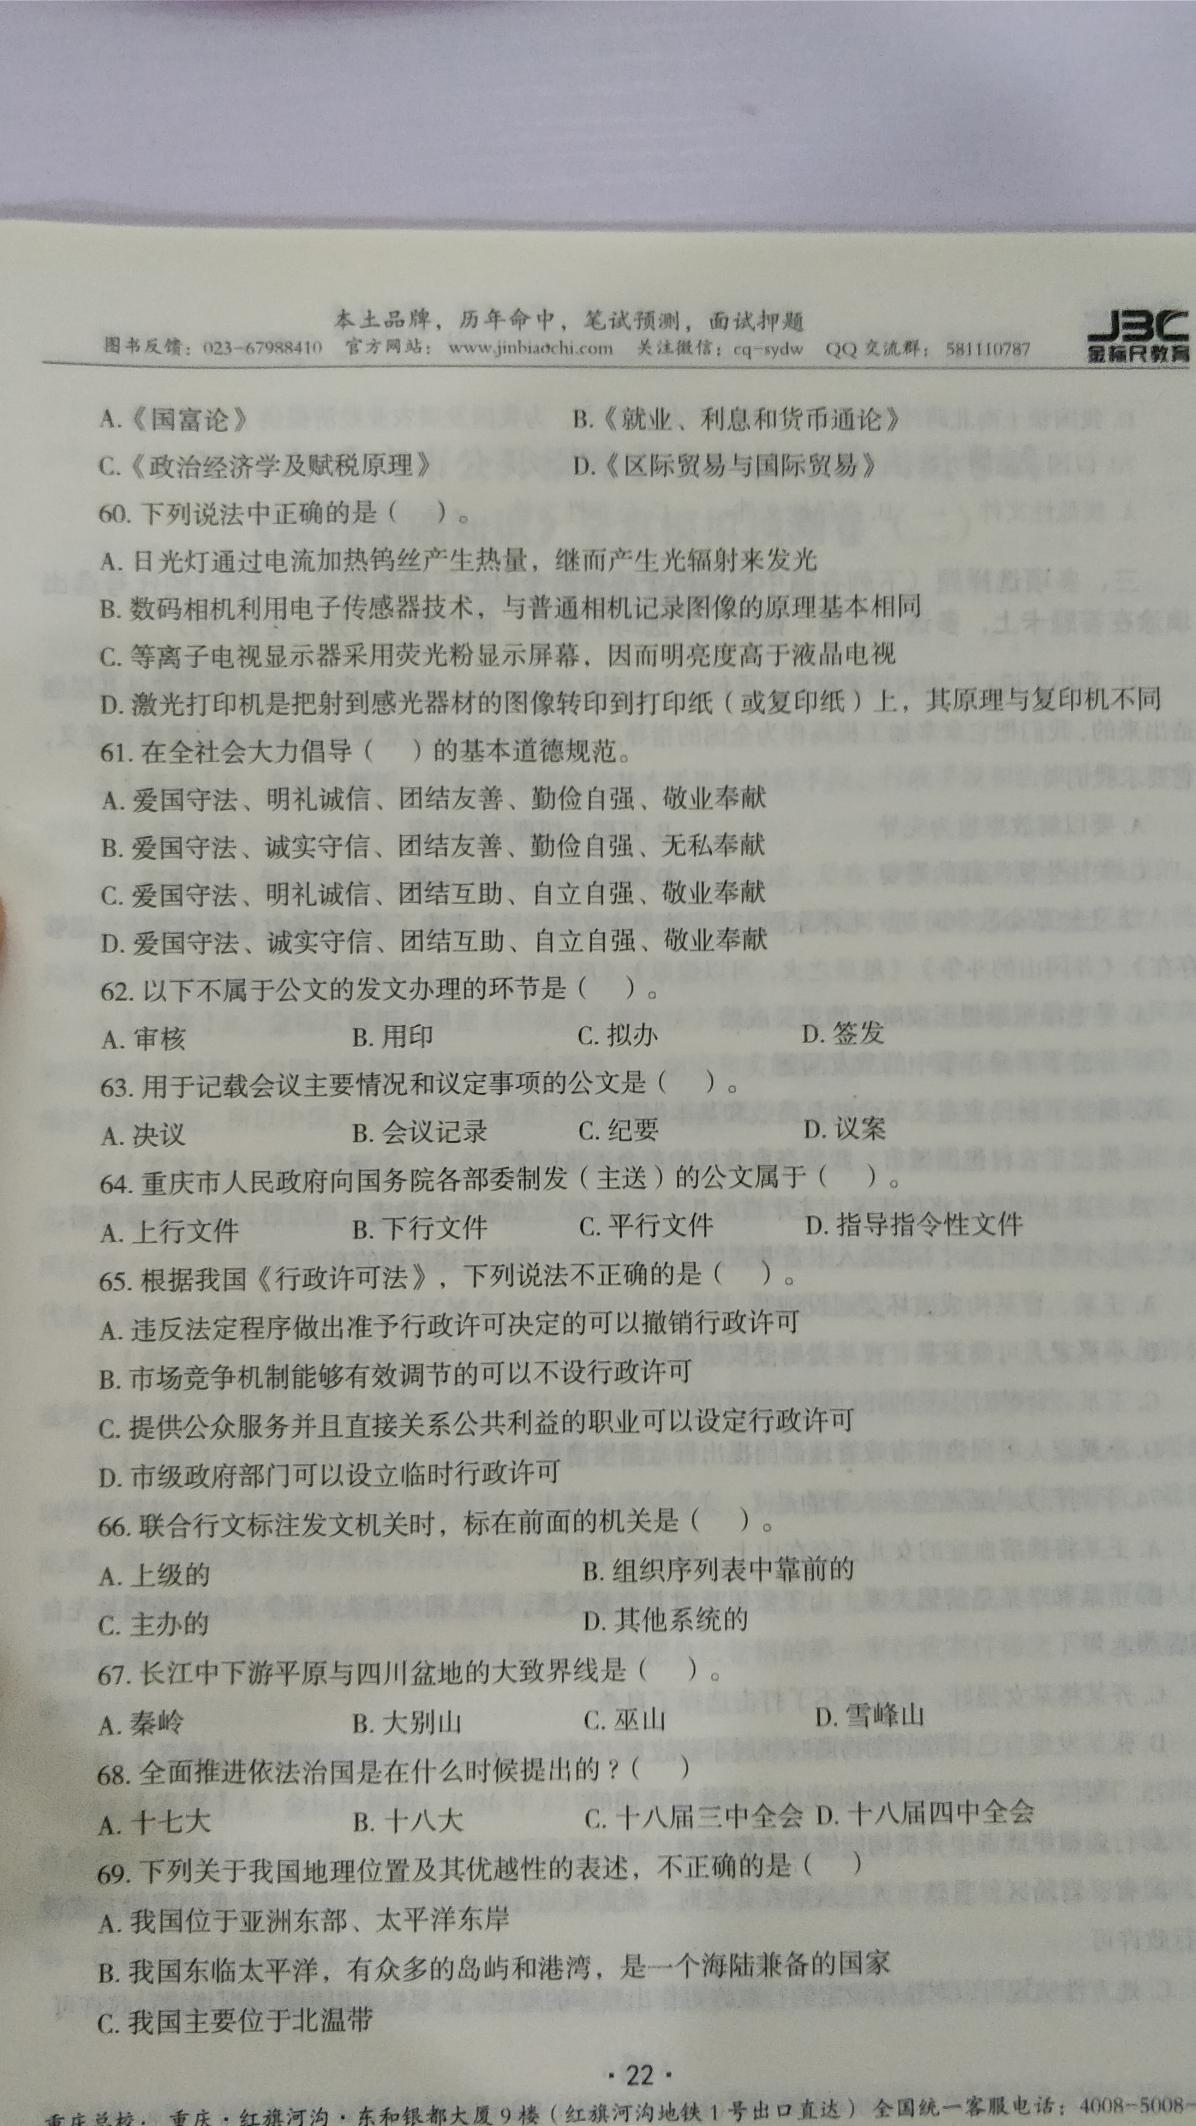 本土品牌，历年命中，笔试预测，面试押题
图书反馈：023-67988410 官方网站：www.jinbiaochi.com 关注微信：cq-sydw QQ交流群：581110787
JBC
金标尺教育
A.《国富论》 B.《就业、利息和货币通论》
C.《政治经济学及赋税原理》 D.《区际贸易与国际贸易》
60. 下列说法中正确的是（ ）。
A. 日光灯通过电流加热钨丝产生热量，继而产生光辐射来发光
B. 数码相机利用电子传感器技术，与普通相机记录图像的原理基本相同
C. 等离子电视显示器采用荧光粉显示屏幕，因而明亮度高于液晶电视
D. 激光打印机是把射到感光器材的图像转印到打印纸（或复印纸）上，其原理与复印机不同
61. 在全社会大力倡导（ ）的基本道德规范。
A. 爱国守法、明礼诚信、团结友善、勤俭自强、敬业奉献
B. 爱国守法、诚实守信、团结友善、勤俭自强、无私奉献
C. 爱国守法、明礼诚信、团结互助、自立自强、敬业奉献
D. 爱国守法、诚实守信、团结互助、自立自强、敬业奉献
62. 以下不属于公文的发文办理的环节是（ ）。
A. 审核 B. 用印 C. 拟办 D. 签发
63. 用于记载会议主要情况和议定事项的公文是（ ）。
A. 决议 B. 会议记录 C. 纪要 D. 议案
64. 重庆市人民政府向国务院各部委制发（主送）的公文属于（ ）。
A. 上行文件 B. 下行文件 C. 平行文件 D. 指导指令性文件
65. 根据我国《行政许可法》，下列说法不正确的是（ ）。
A. 违反法定程序做出准予行政许可决定的可以撤销行政许可
B. 市场竞争机制能够有效调节的可以不设行政许可
C. 提供公众服务并且直接关系公共利益的职业可以设定行政许可
D. 市级政府部门可以设立临时行政许可
66. 联合行文标注发文机关时，标在前面的机关是（ ）。
A. 上级的 B. 组织序列表中靠前的
C. 主办的 D. 其他系统的
67. 长江中下游平原与四川盆地的大致界线是（ ）。
A. 秦岭 B. 大别山 C. 巫山 D. 雪峰山
68. 全面推进依法治国是在什么时候提出的？（ ）
A. 十七大 B. 十八大 C. 十八届三中全会 D. 十八届四中全会
69. 下列关于我国地理位置及其优越性的表述，不正确的是（ ）
A. 我国位于亚洲东部、太平洋东岸
B. 我国东临太平洋，有众多的岛屿和港湾，是一个海陆兼备的国家
C. 我国主要位于北温带
· 22 ·
重庆总校：重庆·红旗河沟·东和银都大厦9楼（红旗河沟地铁1号出口直达） 全国统一客服电话：4008-5008-